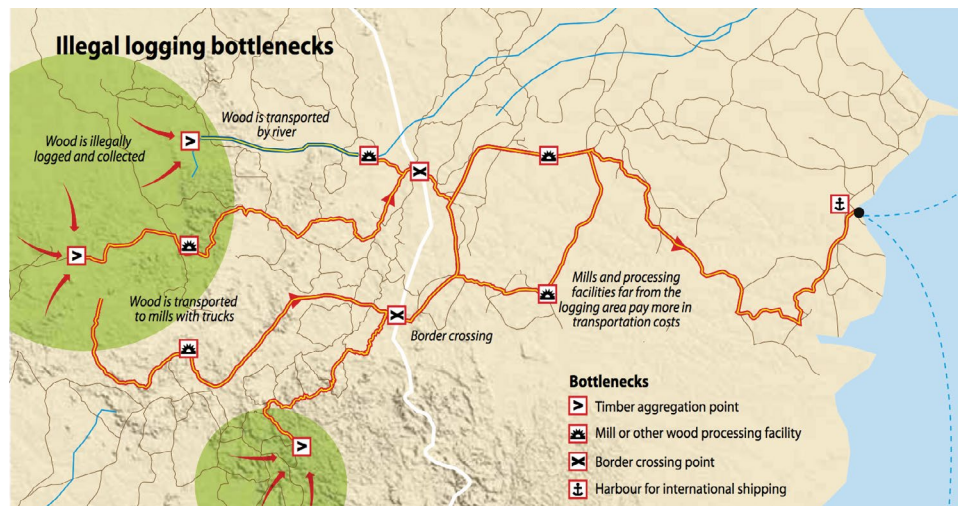 Illegal logging bottlenecks
Wood is transported
by river
Wood is illegally
logged and collected
Wood is transported
to mills with trucks
Border crossing
Mills and processing
facilities far from the
logging area pay more in
transportation costs
Bottlenecks
Timber aggregation point
Mill or other wood processing facility
Border crossing point
Harbour for international shipping